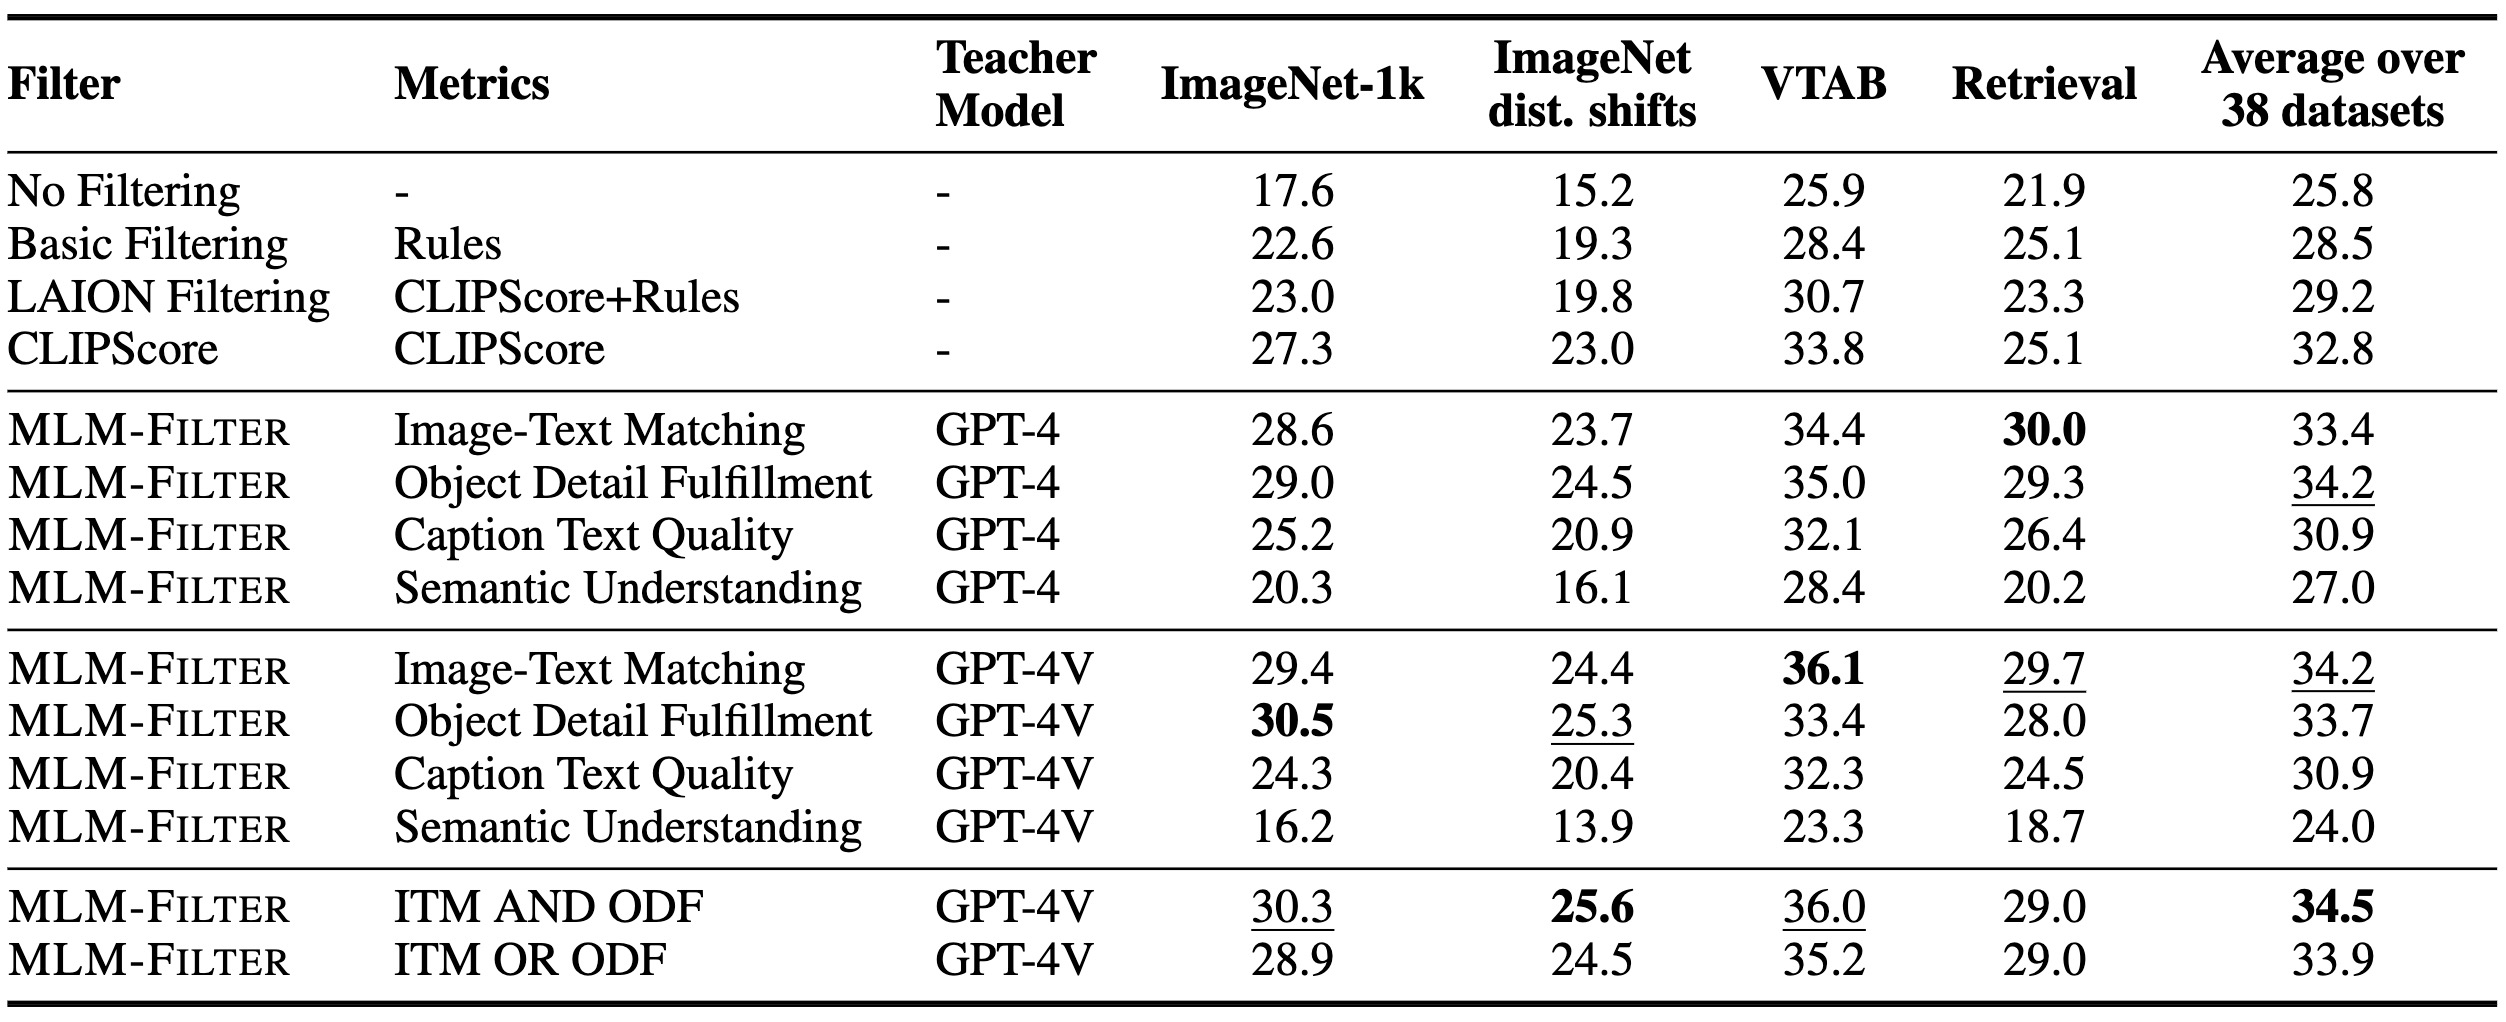 Filter Metrics Teacher Model ImageNet-1k ImageNet dist. shifts VTAB Retrieval Average over 38 datasets
No Filtering - - 17.6 15.2 25.9 21.9 25.8
Basic Filtering Rules - 22.6 19.3 28.4 25.1 28.5
LAION Filtering CLIPScore+Rules - 23.0 19.8 30.7 23.3 29.2
CLIPScore CLIPScore - 27.3 23.0 33.8 25.1 32.8
MLM-FILTER Image-Text Matching GPT-4 28.6 23.7 34.4 30.0 33.4
MLM-FILTER Object Detail Fulfillment GPT-4 29.0 24.5 35.0 29.3 34.2
MLM-FILTER Caption Text Quality GPT-4 25.2 20.9 32.1 26.4 30.9
MLM-FILTER Semantic Understanding GPT-4 20.3 16.1 28.4 20.2 27.0
MLM-FILTER Image-Text Matching GPT-4V 29.4 24.4 36.1 29.7 34.2
MLM-FILTER Object Detail Fulfillment GPT-4V 30.5 25.3 33.4 28.0 33.7
MLM-FILTER Caption Text Quality GPT-4V 24.3 20.4 32.3 24.5 30.9
MLM-FILTER Semantic Understanding GPT-4V 16.2 13.9 23.3 18.7 24.0
MLM-FILTER ITM AND ODF GPT-4V 30.3 25.6 36.0 29.0 34.5
MLM-FILTER ITM OR ODF GPT-4V 28.9 24.5 35.2 29.0 33.9